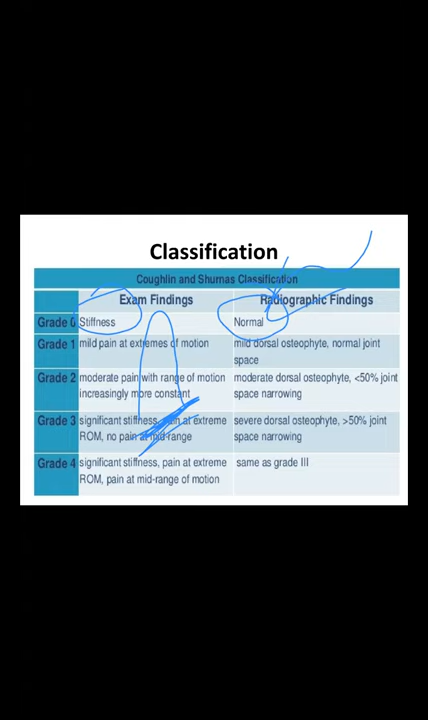 Classification
Coughlin and Shurnas Classification
Exam Findings Radiographic Findings
Grade 0 Stiffness Normal
Grade 1 mild pain at extremes of motion mild dorsal osteophyte, normal joint
space
Grade 2 moderate pain with range of motion moderate dorsal osteophyte, <50% joint
increasingly more constant space narrowing
Grade 3 significant stiffness, pain at extreme severe dorsal osteophyte, >50% joint
ROM, no pain at mid-range space narrowing
Grade 4 significant stiffness, pain at extreme same as grade III
ROM, pain at mid-range of motion